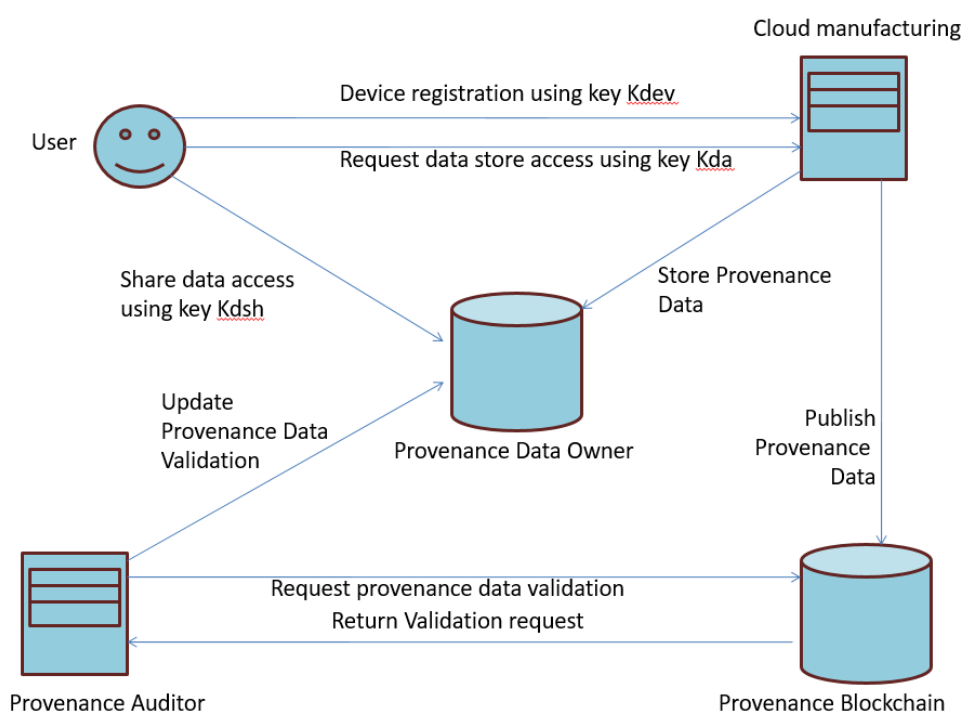 Cloud manufacturing
Device registration using key Kdev
User
Request data store access using key Kda
Share data access
using key Kdsh
Store Provenance
Data
Update
Provenance Data
Validation
Provenance Data Owner
Publish
Provenance
Data
Request provenance data validation
Return Validation request
Provenance Auditor
Provenance Blockchain